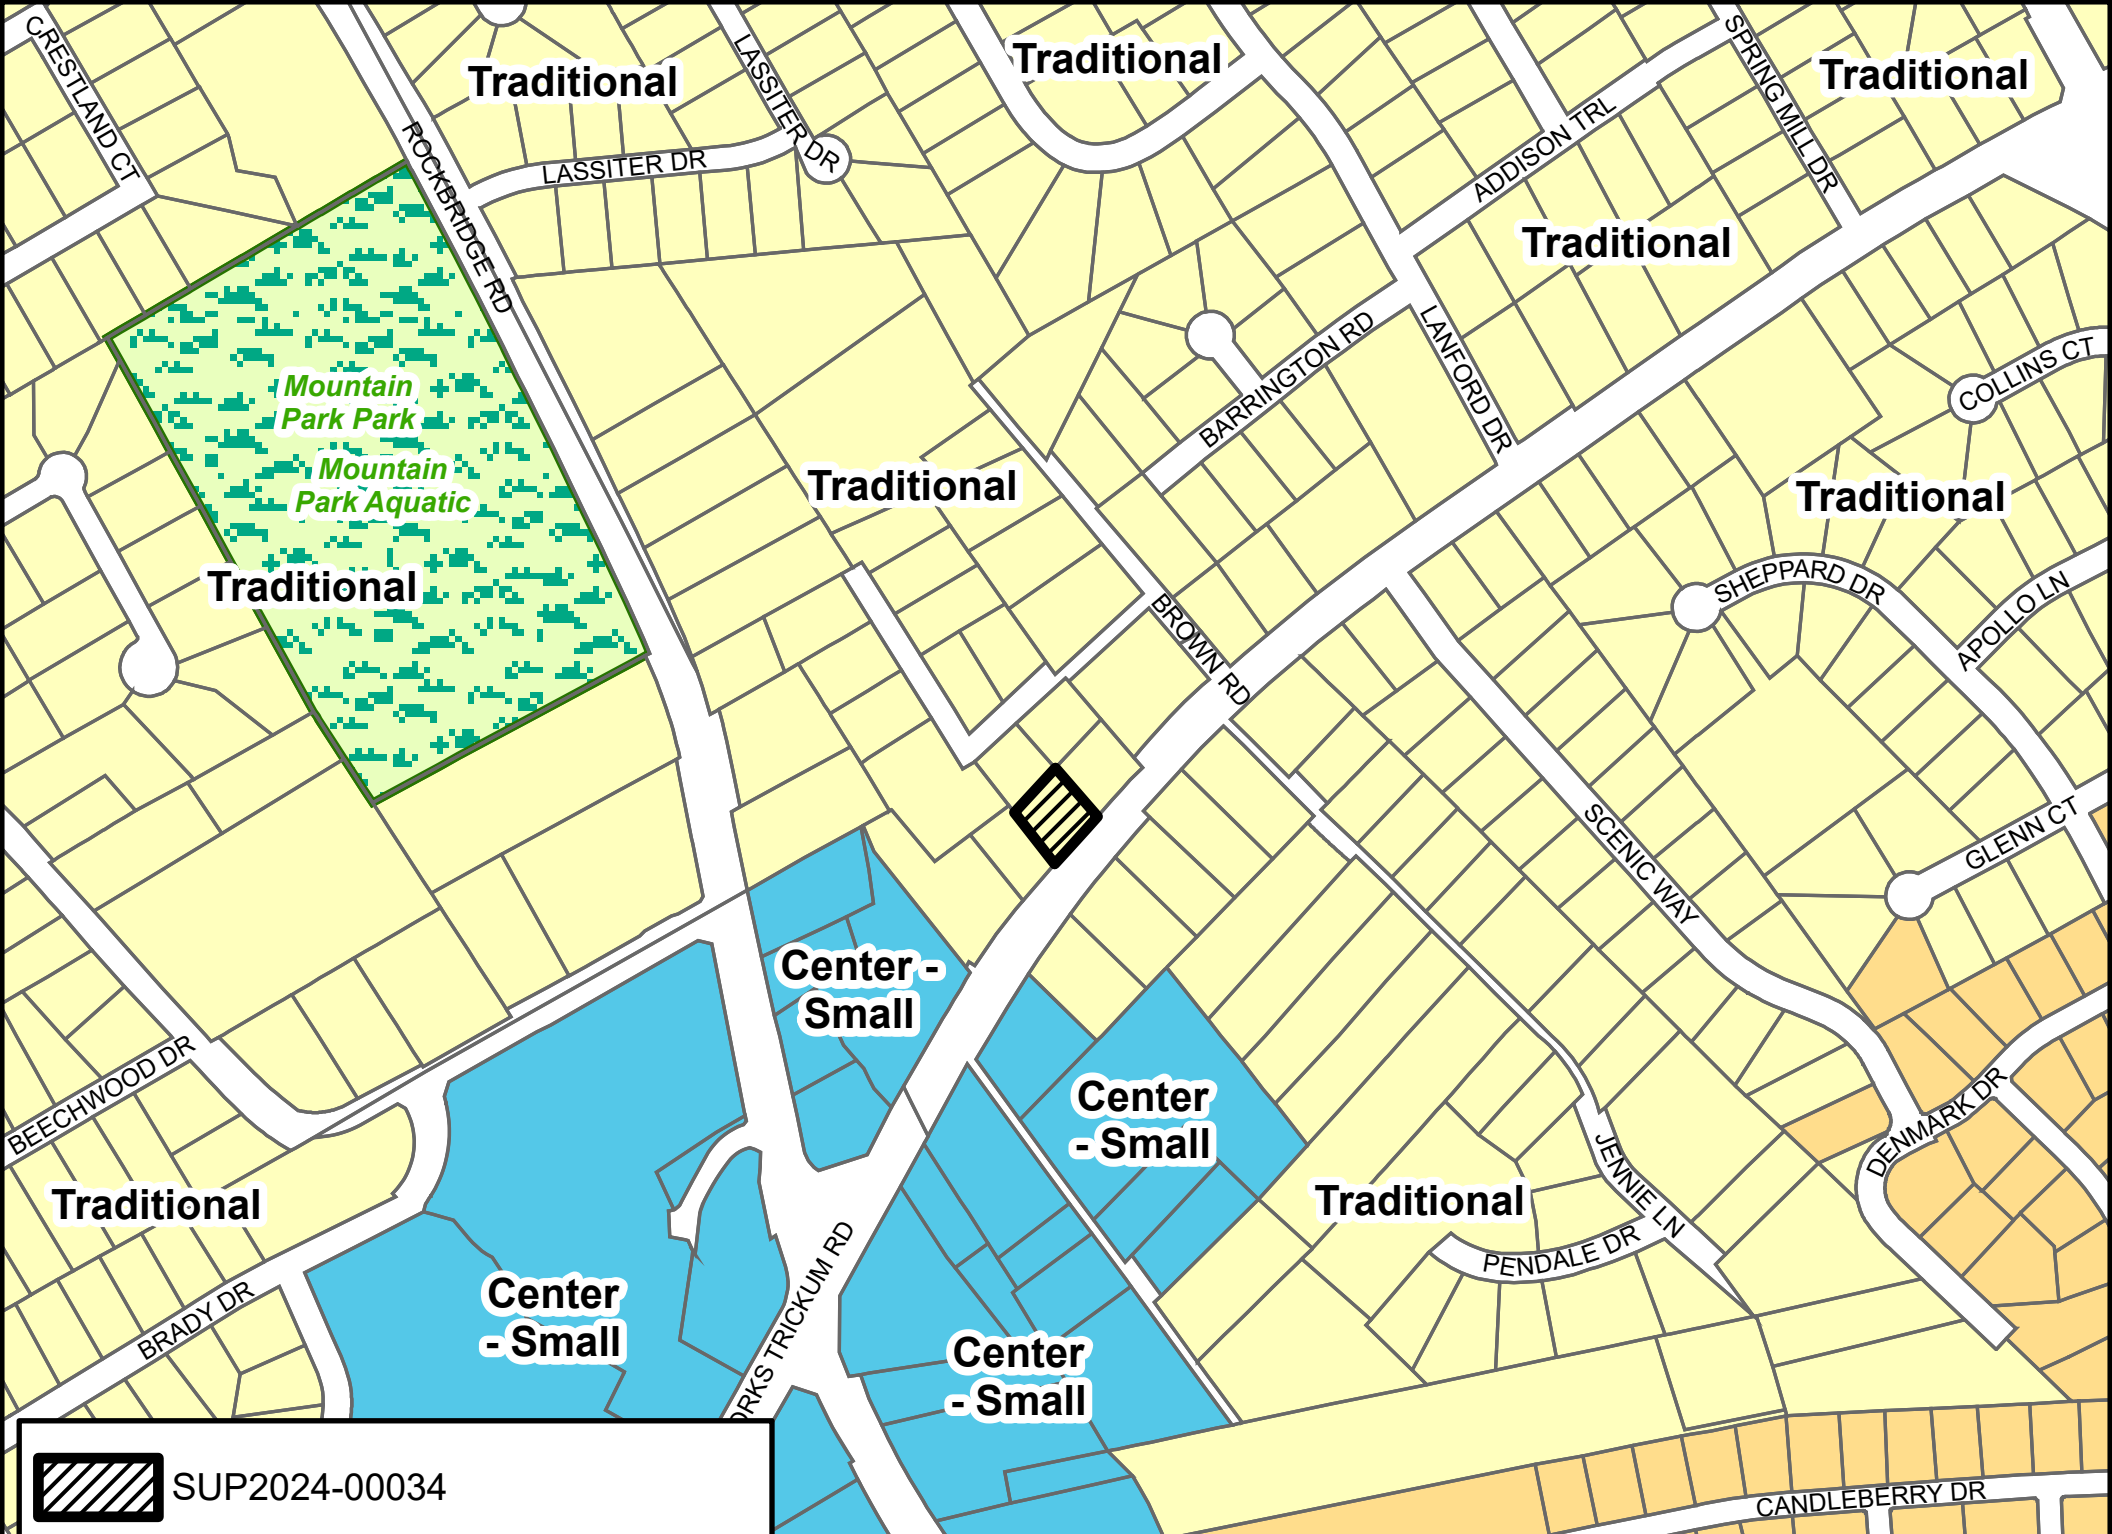 CRESTLAND CT
Traditional
LASSITER DR
Traditional
SPRING MILL DR
Traditional
ROCKBRIDGE RD
LASSITER DR
ADDISON TRL
Traditional
Mountain
Park Park
Mountain
Park Aquatic
Traditional
BARRINGTON RD
LANFORD DR
COLLINS CT
Traditional
Traditional
SHEPPARD DR
APOLLO LN
BROWN RD
SCENIC WAY
GLENN CT
Center -
Small
BEECHWOOD DR
Center
- Small
DENMARK DR
Traditional
Traditional
JENNIE LN
PENDALE DR
BRADY DR
Center
- Small
TRICKUM RD
Center
- Small
SUP2024-00034
CANDLEBERRY DR